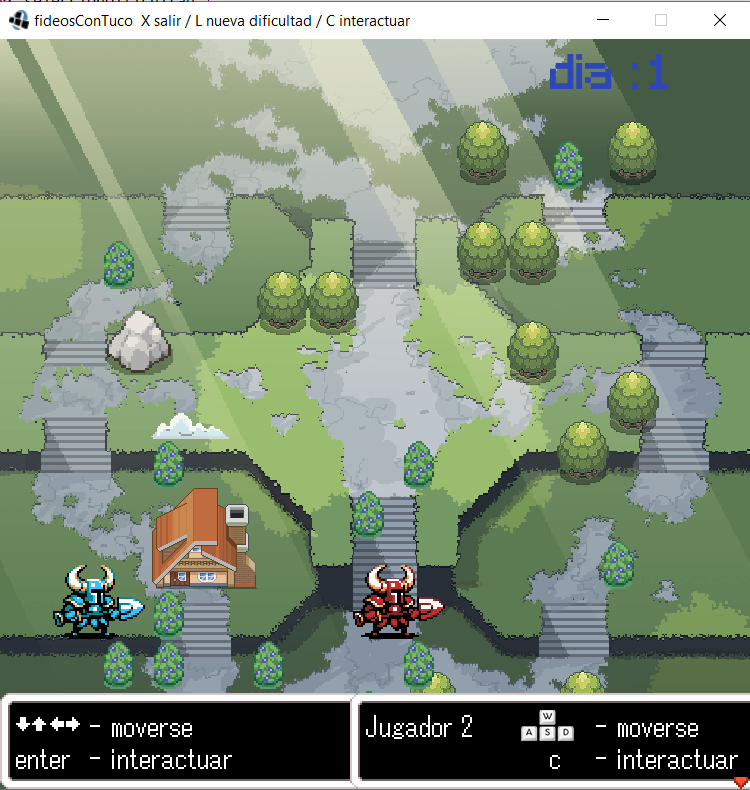 fideosConTuco X salir / L nueva dificultad / C interactuar
dia :1
- moverse
enter - interactuar
Jugador 2
W
A S D - moverse
c - interactuar